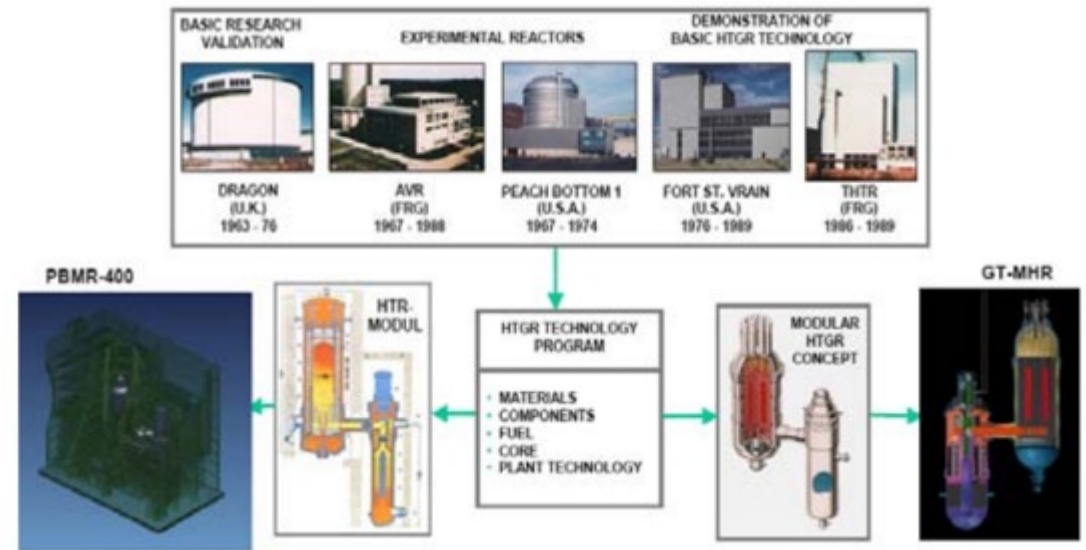 BASIC RESEARCH
VALIDATION
EXPERIMENTAL REACTORS
DEMONSTRATION OF
BASIC HTGR TECHNOLOGY
DRAGON
(U.K.)
1963 - 76
AVR
(FRG)
1967 - 1988
PEACH BOTTOM 1
(U.S.A.)
1967 - 1974
FORT ST. VRAIN
(U.S.A.)
1976 - 1989
THTR
(FRG)
1986 - 1989
PBMR-400
HTR-
MODUL
HTGR TECHNOLOGY
PROGRAM
• MATERIALS
• COMPONENTS
• FUEL
• CORE
• PLANT TECHNOLOGY
MODULAR
HTGR
CONCEPT
GT-MHR